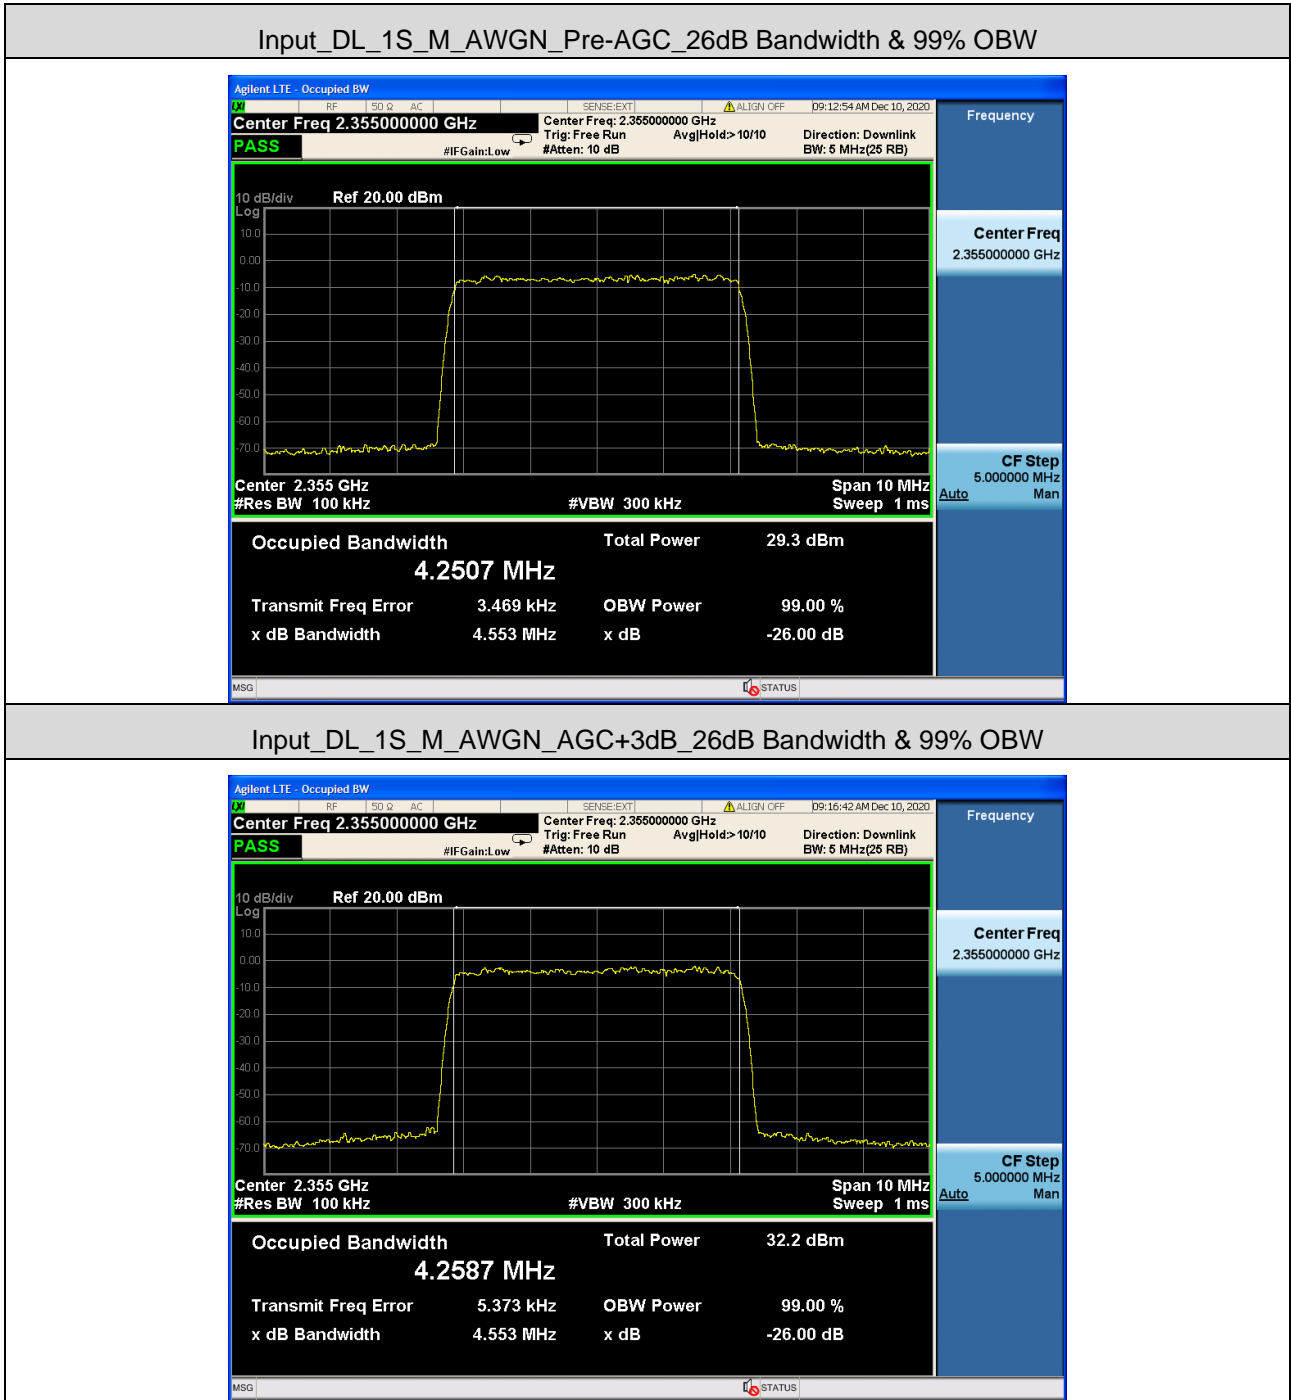 Input_DL_1S_M_AWGN_Pre-AGC_26dB Bandwidth & 99% OBW
Agilent LTE - Occupied BW
LXI RF 50 Ω AC SENSE:EXT ALIGN OFF 09:12:54 AM Dec 10, 2020
Center Freq 2.355000000 GHz
Center Freq: 2.355000000 GHz
Trig: Free Run Avg|Hold:>10/10 Direction: Downlink
PASS
#IFGain:Low #Atten: 10 dB BW: 5 MHz(25 RB)
10 dB/div Ref 20.00 dBm
Log
10.0
0.00
-10.0
-20.0
-30.0
-40.0
-50.0
-60.0
-70.0
Center 2.355 GHz Span 10 MHz
#Res BW 100 kHz #VBW 300 kHz Sweep 1 ms
Occupied Bandwidth Total Power 29.3 dBm
4.2507 MHz
Transmit Freq Error 3.469 kHz OBW Power 99.00 %
x dB Bandwidth 4.553 MHz x dB -26.00 dB
MSG STATUS
Frequency
Center Freq
2.355000000 GHz
CF Step
5.000000 MHz
Auto Man
Input_DL_1S_M_AWGN_AGC+3dB_26dB Bandwidth & 99% OBW
Agilent LTE - Occupied BW
LXI RF 50 Ω AC SENSE:EXT ALIGN OFF 09:16:42 AM Dec 10, 2020
Center Freq 2.355000000 GHz
Center Freq: 2.355000000 GHz
Trig: Free Run Avg|Hold:>10/10 Direction: Downlink
PASS
#IFGain:Low #Atten: 10 dB BW: 5 MHz(25 RB)
10 dB/div Ref 20.00 dBm
Log
10.0
0.00
-10.0
-20.0
-30.0
-40.0
-50.0
-60.0
-70.0
Center 2.355 GHz Span 10 MHz
#Res BW 100 kHz #VBW 300 kHz Sweep 1 ms
Occupied Bandwidth Total Power 32.2 dBm
4.2587 MHz
Transmit Freq Error 5.373 kHz OBW Power 99.00 %
x dB Bandwidth 4.553 MHz x dB -26.00 dB
MSG STATUS
Frequency
Center Freq
2.355000000 GHz
CF Step
5.000000 MHz
Auto Man